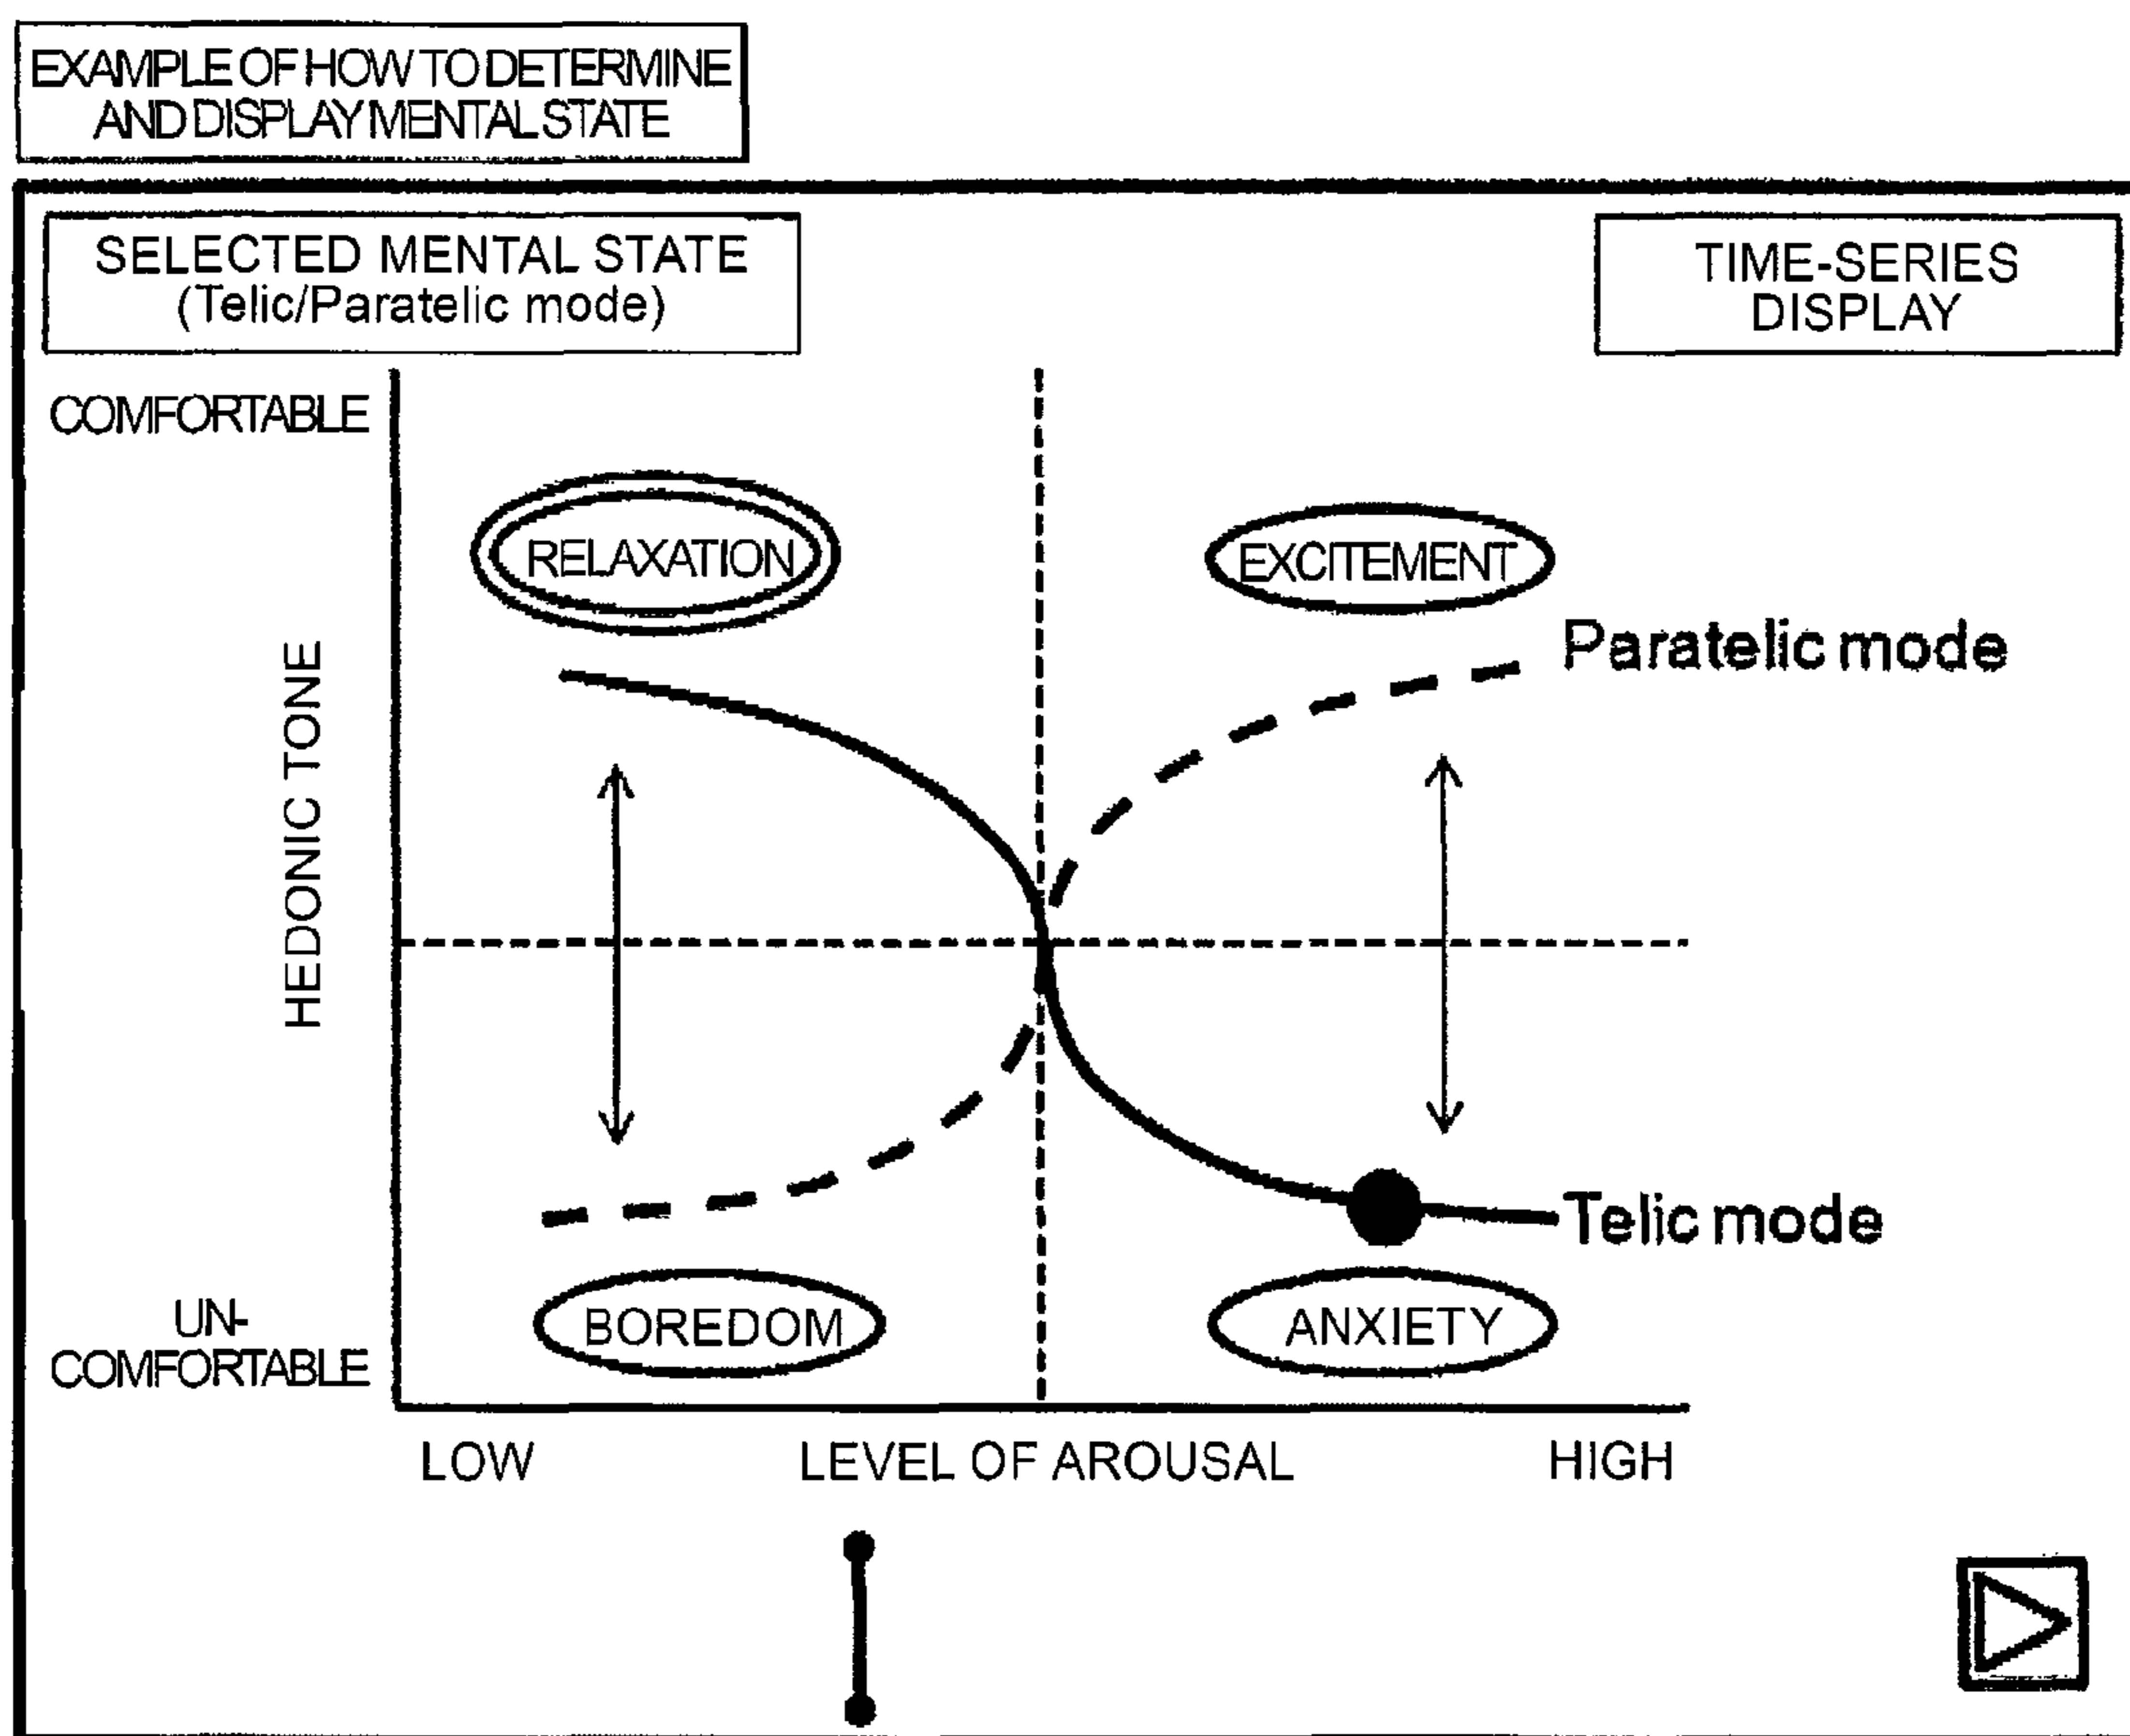 EXAMPLE OF HOW TO DETERMINE
AND DISPLAY MENTAL STATE
SELECTED MENTAL STATE
(Telic/Paratelic mode)
TIME-SERIES
DISPLAY
COMFORTABLE
RELAXATION
EXCITEMENT
Paratelic mode
HEDONIC TONE
Telic mode
UN-
COMFORTABLE
BOREDOM
ANXIETY
LOW
LEVEL OF AROUSAL
HIGH